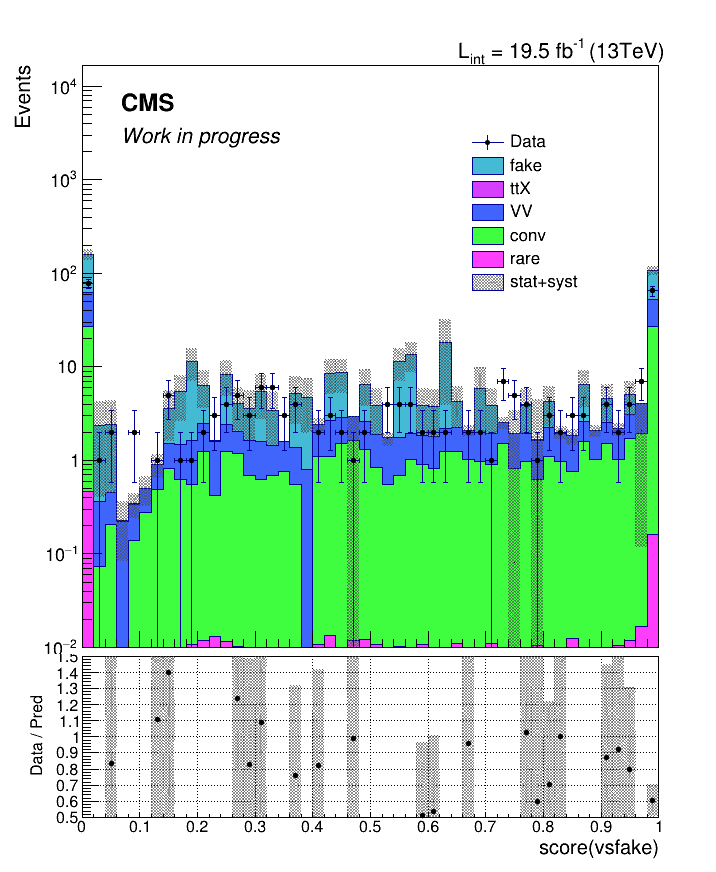 L_int = 19.5 fb^-1 (13TeV)
Events
CMS
Work in progress
Data
fake
ttX
VV
conv
rare
stat+syst
10^4
10^3
10^2
10
1
10^−1
10^−2
Data / Pred
1.5
1.4
1.3
1.2
1.1
1
0.9
0.8
0.7
0.6
0.5
0 0.1 0.2 0.3 0.4 0.5 0.6 0.7 0.8 0.9 1
score(vsfake)